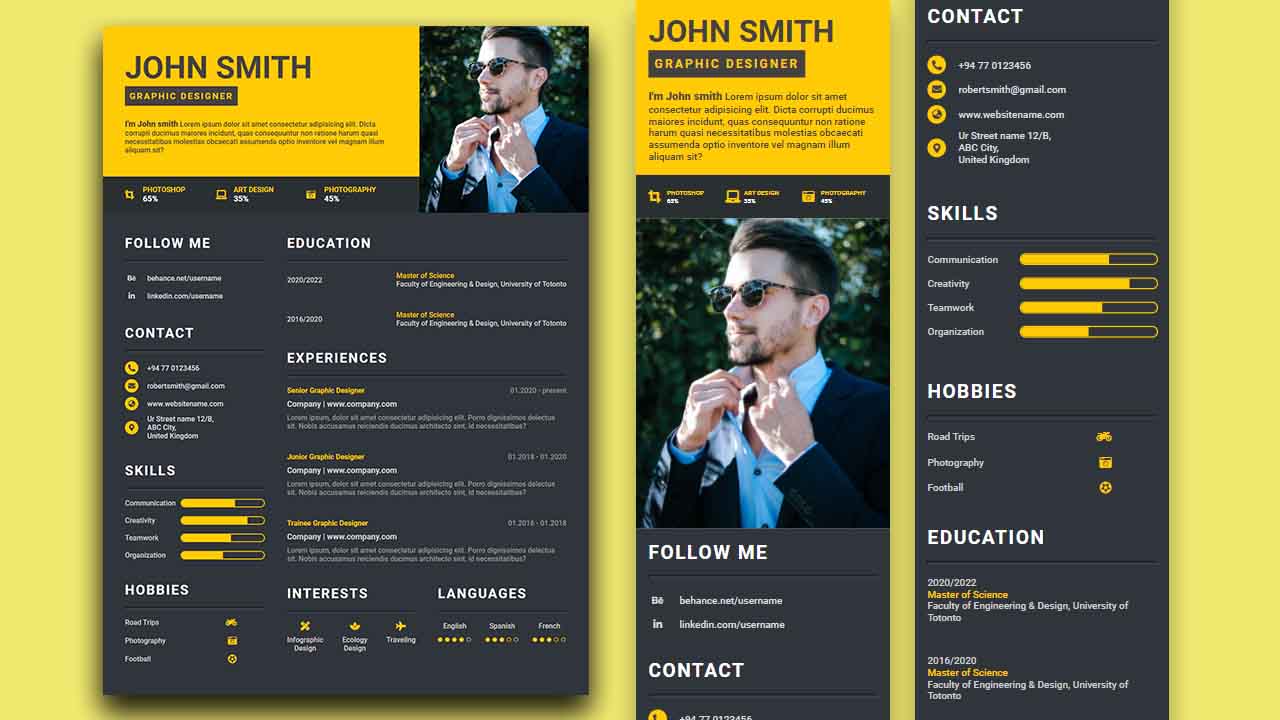 JOHN SMITH
GRAPHIC DESIGNER
I'm John smith Lorem ipsum dolor sit amet consectetur adipisicing elit. Dicta
corrupti ducimus maiores incidunt, quas consequuntur non ratione harum quasi
necessitatibus molestias obcaecati assumenda optio inventore vel magnam illum
aliquam sit?
PHOTOSHOP
65%
ART DESIGN
35%
PHOTOGRAPHY
45%
FOLLOW ME
Bē behance.net/username
in linkedin.com/username
CONTACT
+94 77 0123456
robertsmith@gmail.com
www.websitename.com
Ur Street name 12/B,
ABC City,
United Kingdom
SKILLS
Communication
Creativity
Teamwork
Organization
HOBBIES
Road Trips
Photography
Football
EDUCATION
2020/2022
Master of Science
Faculty of Engineering & Design, University of Totonto
2016/2020
Master of Science
Faculty of Engineering & Design, University of Totonto
EXPERIENCES
Senior Graphic Designer 01.2020 - present
Company | www.company.com
Lorem ipsum, dolor sit amet consectetur adipisicing elit. Porro dignissimos delectus
sit. Nobis accusamus reiciendis ducimus architecto sint, id necessitatibus?
Junior Graphic Designer 01.2018 - 01.2020
Company | www.company.com
Lorem ipsum, dolor sit amet consectetur adipisicing elit. Porro dignissimos delectus
sit. Nobis accusamus reiciendis ducimus architecto sint, id necessitatibus?
Trainee Graphic Designer 01.2016 - 01.2018
Company | www.company.com
Lorem ipsum, dolor sit amet consectetur adipisicing elit. Porro dignissimos delectus
sit. Nobis accusamus reiciendis ducimus architecto sint, id necessitatibus?
INTERESTS
Infographic
Design
Ecology
Design
Traveling
LANGUAGES
English Spanish French
JOHN SMITH
GRAPHIC DESIGNER
I'm John smith Lorem ipsum dolor sit amet
consectetur adipisicing elit. Dicta corrupti ducimus
maiores incidunt, quas consequuntur non ratione
harum quasi necessitatibus molestias obcaecati
assumenda optio inventore vel magnam illum
aliquam sit?
PHOTOSHOP
65%
ART DESIGN
35%
PHOTOGRAPHY
45%
FOLLOW ME
Bē behance.net/username
in linkedin.com/username
CONTACT
+94 77 0123456
CONTACT
+94 77 0123456
robertsmith@gmail.com
www.websitename.com
Ur Street name 12/B,
ABC City,
United Kingdom
SKILLS
Communication
Creativity
Teamwork
Organization
HOBBIES
Road Trips
Photography
Football
EDUCATION
2020/2022
Master of Science
Faculty of Engineering & Design, University of
Totonto
2016/2020
Master of Science
Faculty of Engineering & Design, University of
Totonto